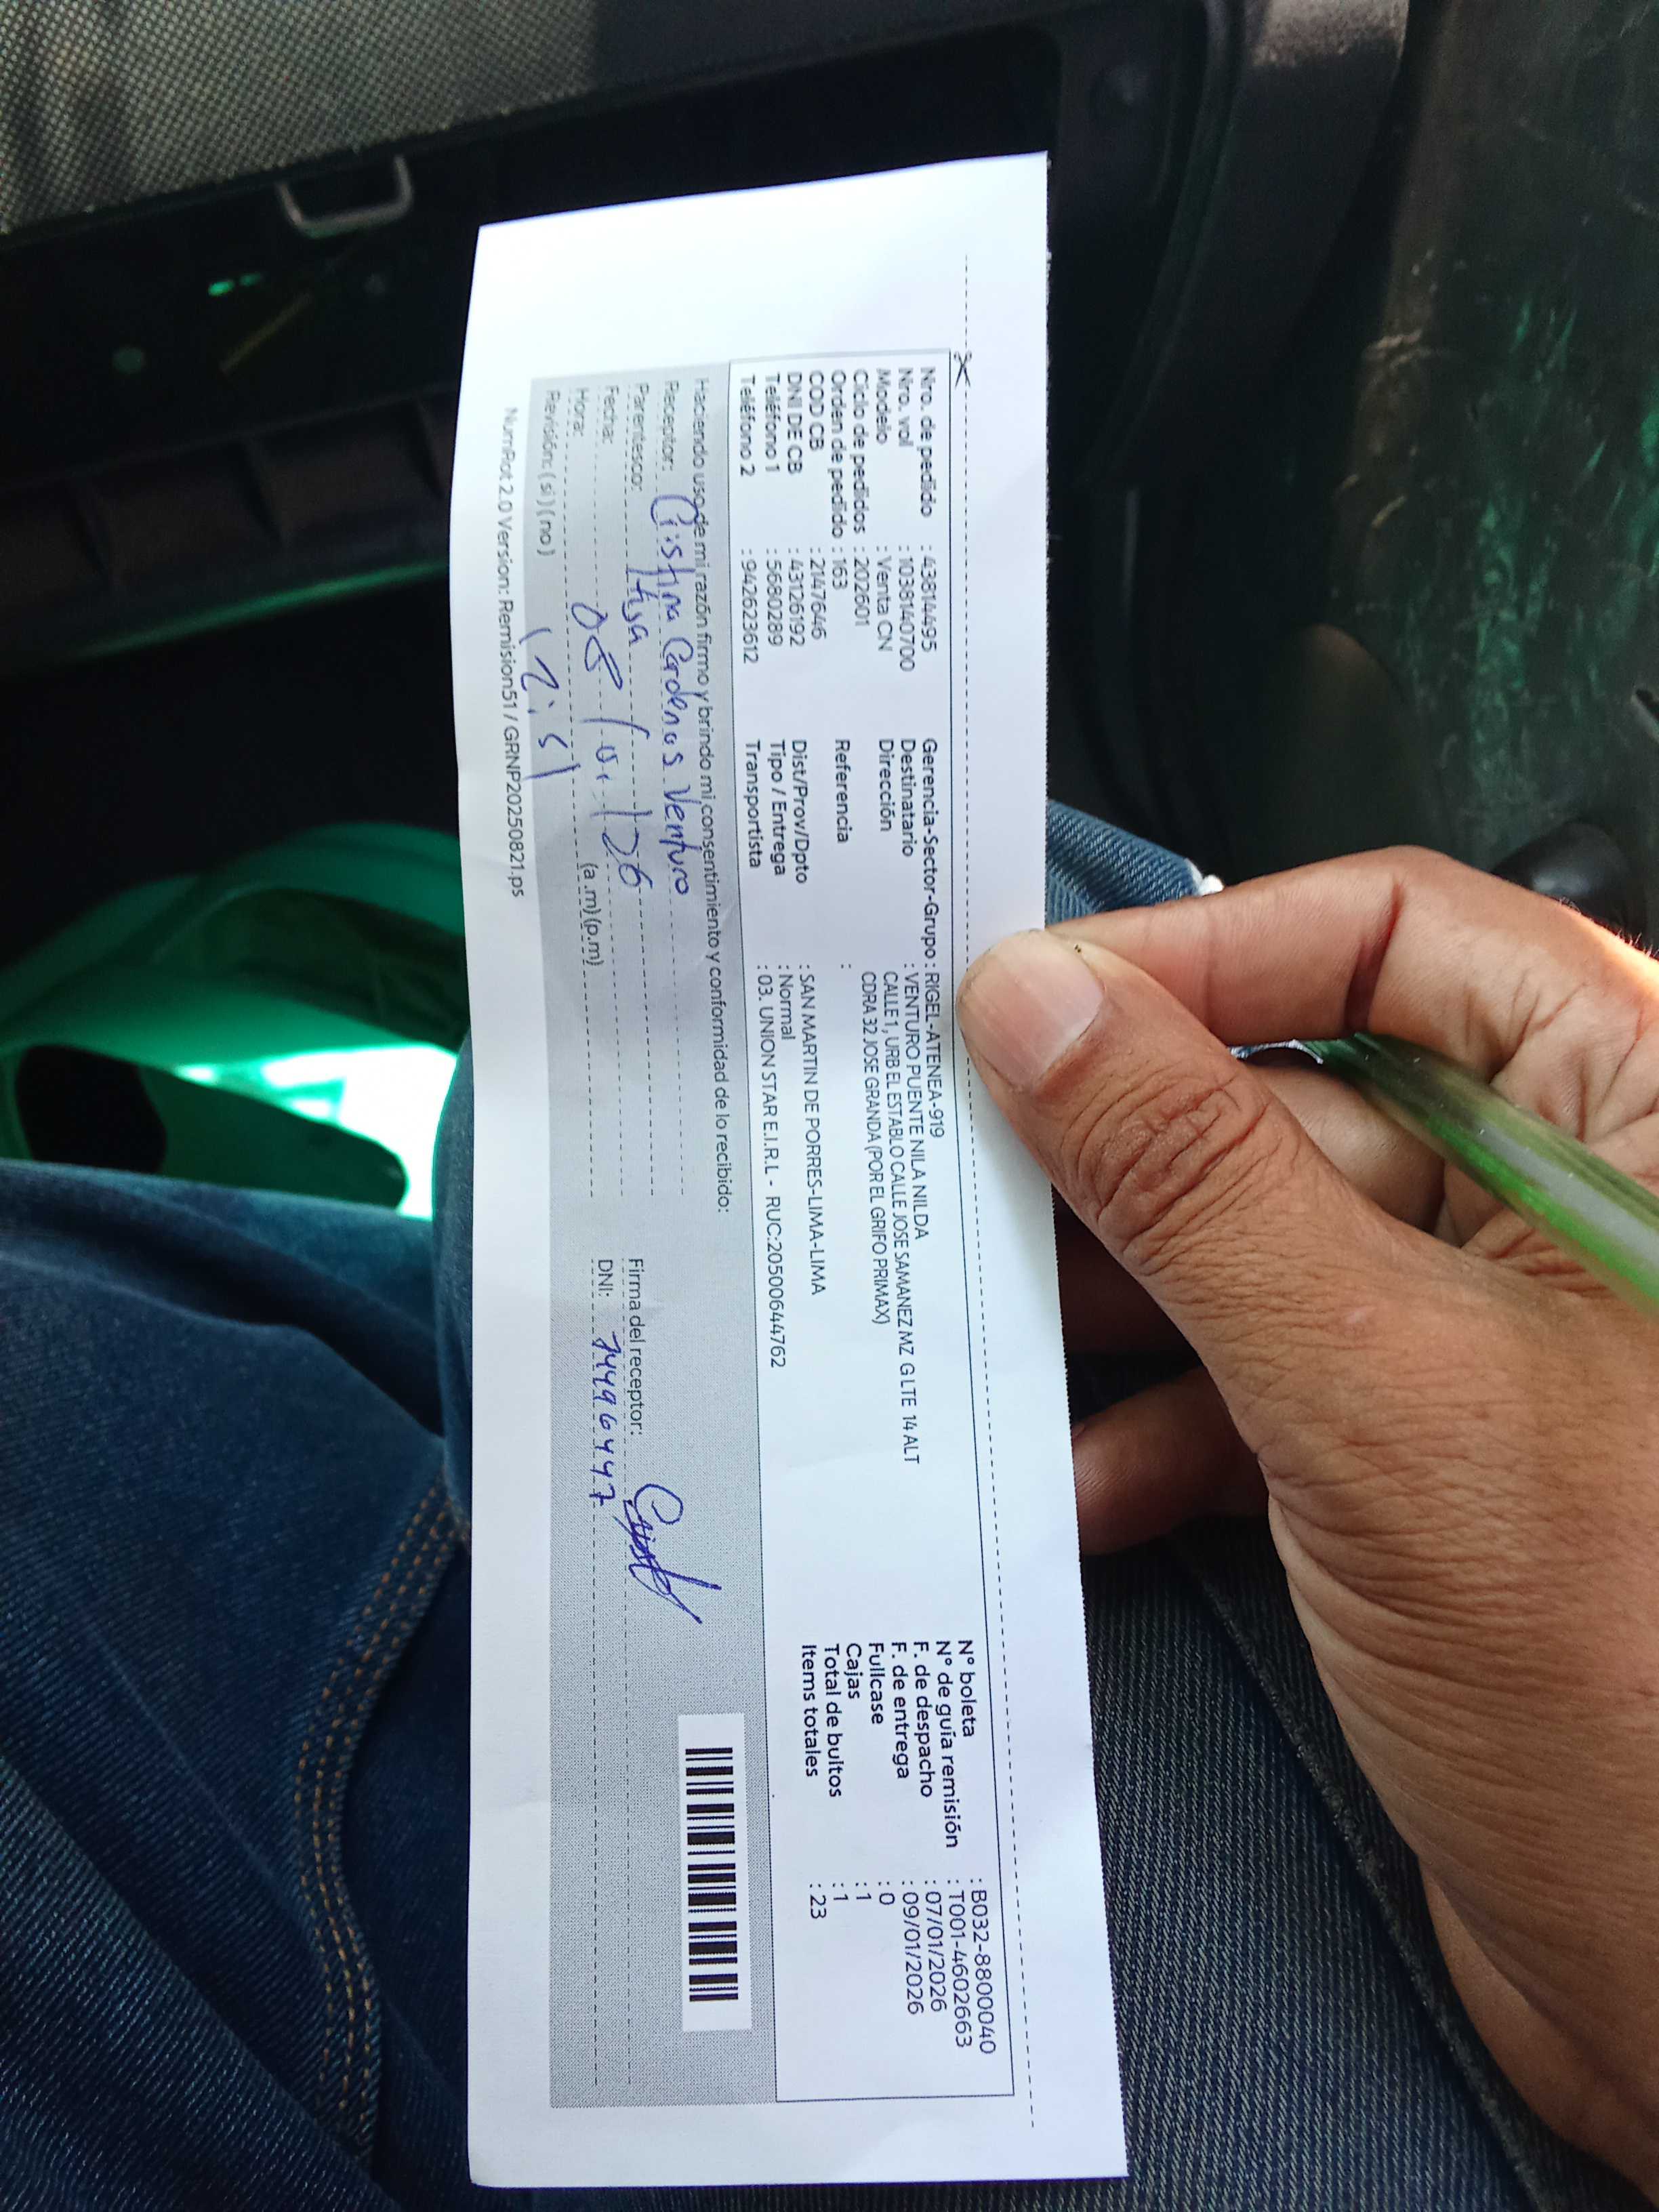 Nro. de pedido : 43814495
Nro. vol : 1038140700
Modelo : Venta CN
Ciclo de pedidos : 202601
Orden de pedido : 163
COD CB : 2147646
DNI DE CB : 43126192
Teléfono 1 : 5680289
Teléfono 2 : 942623612
Gerencia-Sector-Grupo : RIGEL-ATENEA-919
Destinatario : VENTURO PUENTE NILA NILDA
Dirección CALLE 1, URB EL ESTABLO CALLE JOSE SAMANEZ MZ G LTE 14 ALT
CDRA 32 JOSE GRANDA (POR EL GRIFO PRIMAX)
Referencia :
Dist/Prov/Dpto : SAN MARTIN DE PORRES-LIMA-LIMA
Tipo / Entrega : Normal
Transportista : 03. UNION STAR E.I.R.L - RUC:20500644762
N° boleta : B032-8800040
N° de guía remisión : T001-4602663
F. de despacho : 07/01/2026
F. de entrega : 09/01/2026
Fullcase : 0
Cajas : 1
Total de bultos : 1
Items totales : 23
Haciendo uso de mi razón firmo y brindo mi consentimiento y conformidad de lo recibido:
Receptor: Cristina Cardenas Venturo
Parentesco: Hija
Fecha: 08/01/26
Hora: (a.m)(p.m)
Revisión: (si)(no)
Firma del receptor:
DNI: 74496447
NumRot 2.0 Version: Remision51 / GRNP20250821.ps